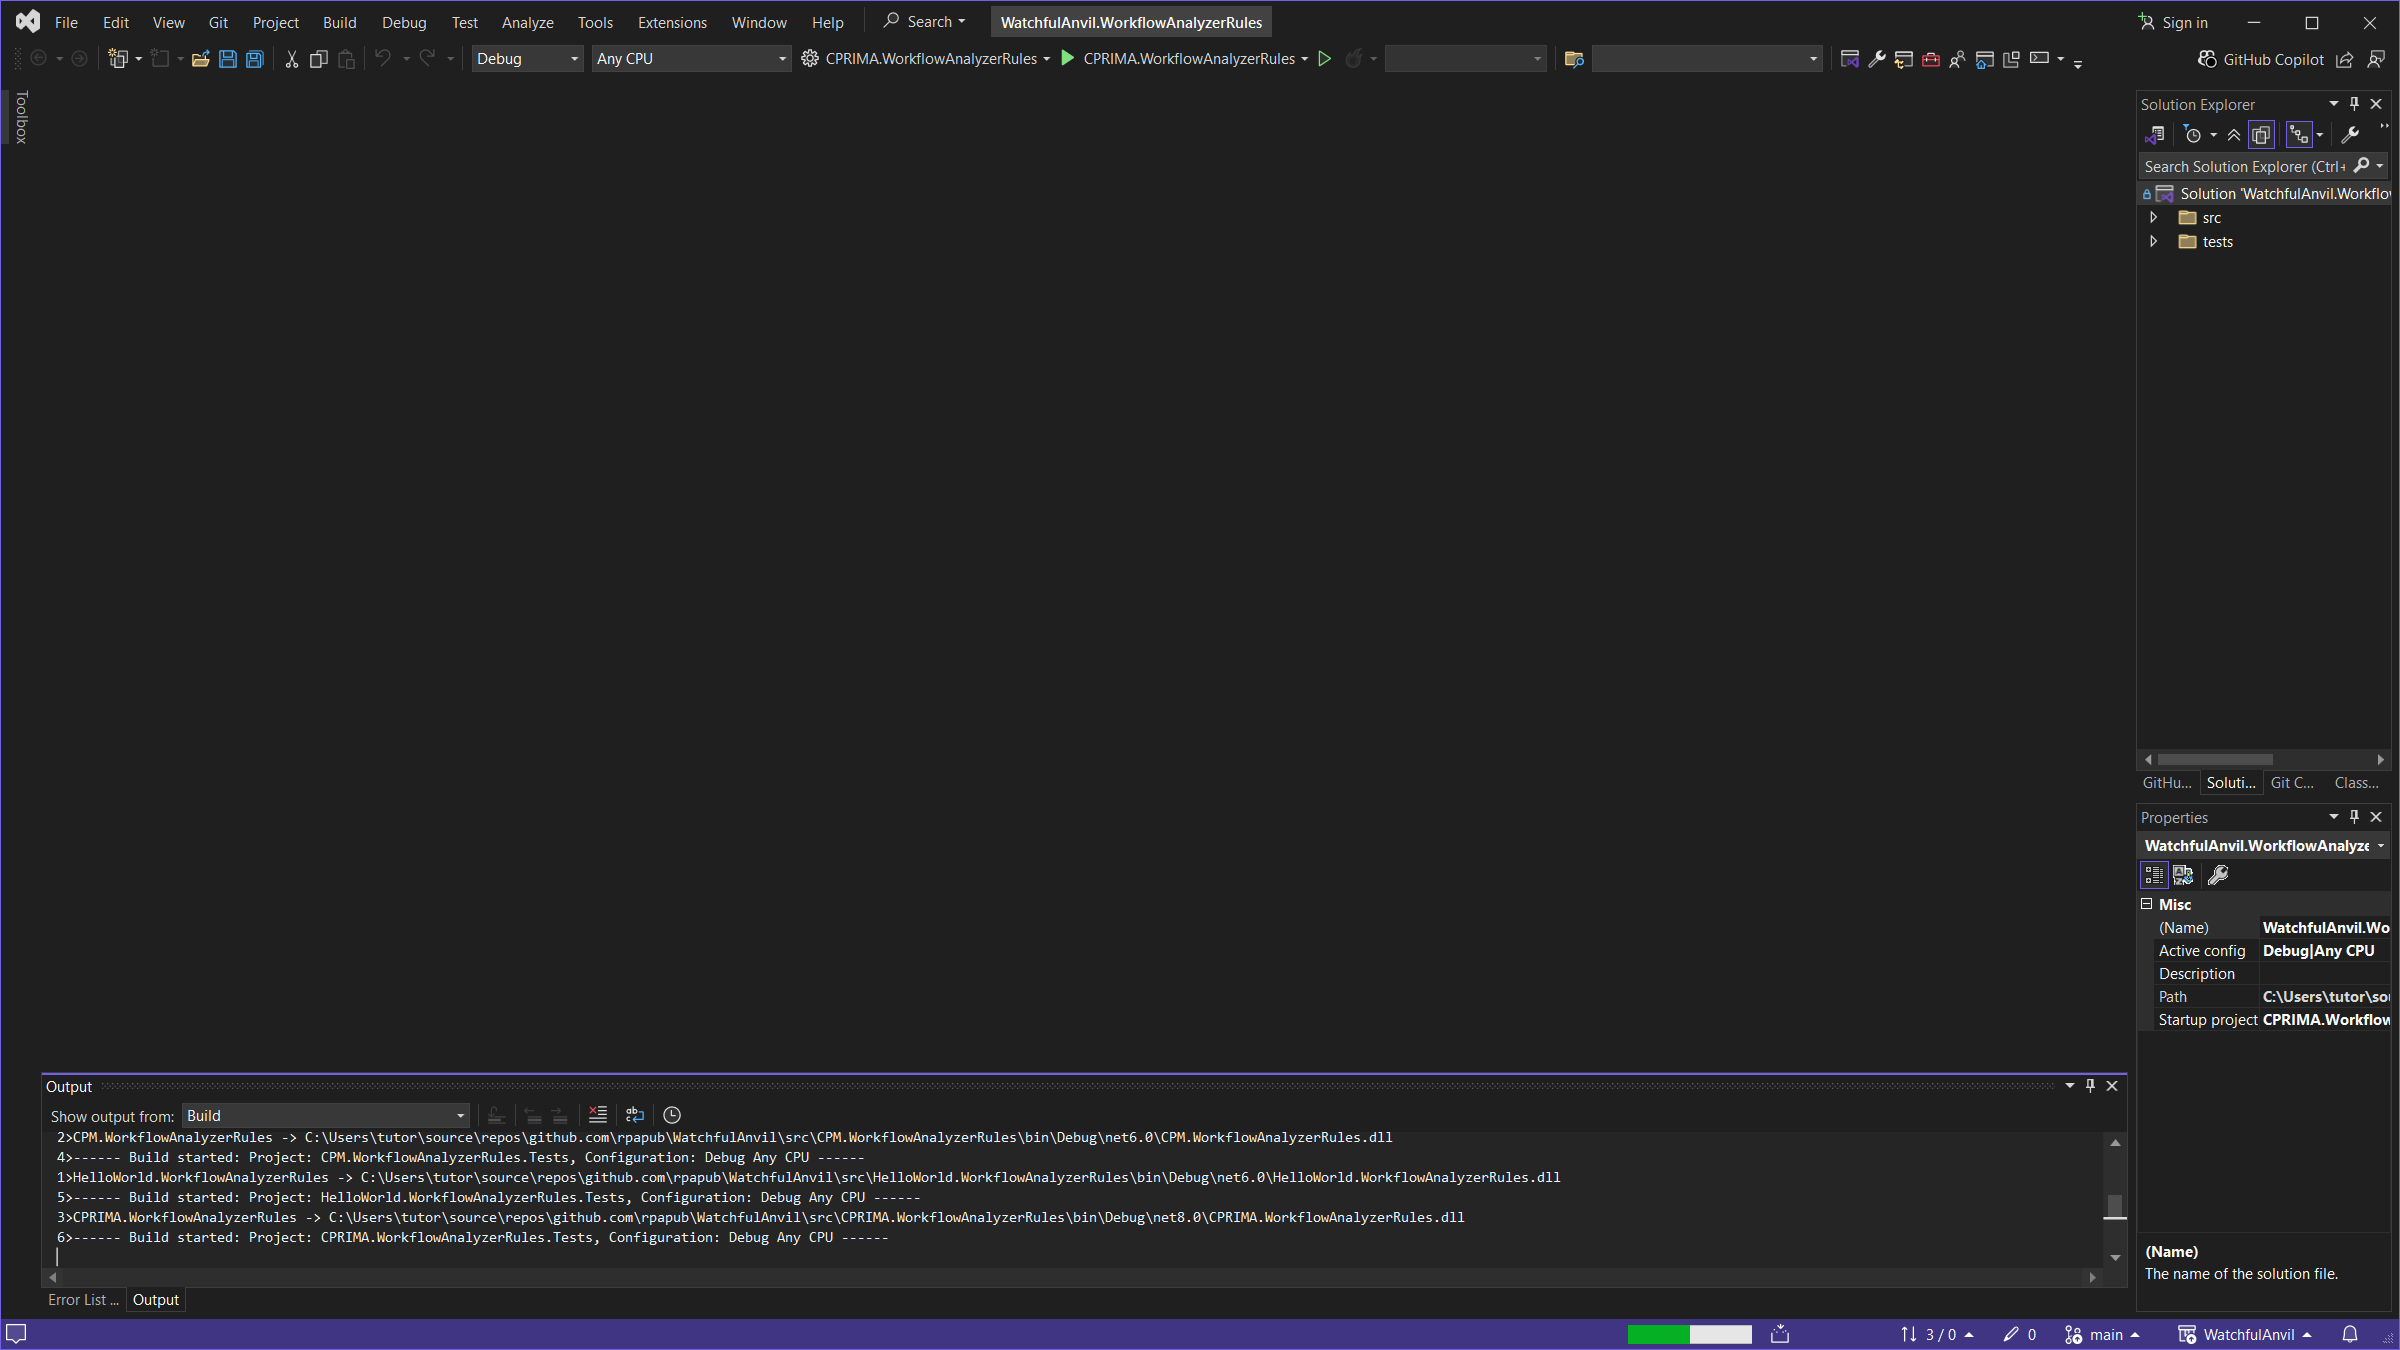 File Edit View Git Project Build Debug Test Analyze Tools Extensions Window Help Search WatchfulAnvil.WorkflowAnalyzerRules Sign in
Debug Any CPU CPRIMA.WorkflowAnalyzerRules CPRIMA.WorkflowAnalyzerRules GitHub Copilot
Toolbox
Solution Explorer
Search Solution Explorer (Ctrl+
Solution 'WatchfulAnvil.Workflo
src
tests
GitHu... Soluti... Git C... Class...
Properties
WatchfulAnvil.WorkflowAnalyze
Misc
(Name) WatchfulAnvil.Wo
Active config Debug|Any CPU
Description
Path C:\Users\tutor\sou
Startup project CPRIMA.Workflow
(Name)
The name of the solution file.
Output
Show output from: Build
2>CPM.WorkflowAnalyzerRules -> C:\Users\tutor\source\repos\github.com\rpapub\WatchfulAnvil\src\CPM.WorkflowAnalyzerRules\bin\Debug\net6.0\CPM.WorkflowAnalyzerRules.dll
4>------ Build started: Project: CPM.WorkflowAnalyzerRules.Tests, Configuration: Debug Any CPU ------
1>HelloWorld.WorkflowAnalyzerRules -> C:\Users\tutor\source\repos\github.com\rpapub\WatchfulAnvil\src\HelloWorld.WorkflowAnalyzerRules\bin\Debug\net6.0\HelloWorld.WorkflowAnalyzerRules.dll
5>------ Build started: Project: HelloWorld.WorkflowAnalyzerRules.Tests, Configuration: Debug Any CPU ------
3>CPRIMA.WorkflowAnalyzerRules -> C:\Users\tutor\source\repos\github.com\rpapub\WatchfulAnvil\src\CPRIMA.WorkflowAnalyzerRules\bin\Debug\net8.0\CPRIMA.WorkflowAnalyzerRules.dll
6>------ Build started: Project: CPRIMA.WorkflowAnalyzerRules.Tests, Configuration: Debug Any CPU ------
Error List ... Output
3 / 0 0 main WatchfulAnvil